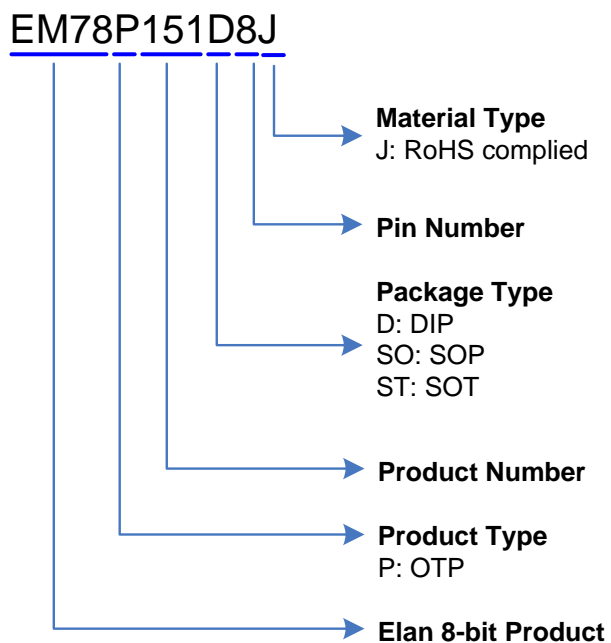 EM78P151D8J
Material Type
J: RoHS complied
Pin Number
Package Type
D: DIP
SO: SOP
ST: SOT
Product Number
Product Type
P: OTP
Elan 8-bit Product